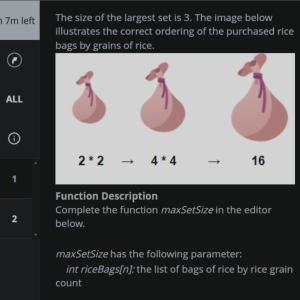 7m left
ALL
1
2
The size of the largest set is 3. The image below
illustrates the correct ordering of the purchased rice
bags by grains of rice.
2 * 2 → 4 * 4 → 16
Function Description
Complete the function maxSetSize in the editor
below.
maxSetSize has the following parameter:
int riceBags[n]: the list of bags of rice by rice grain
count